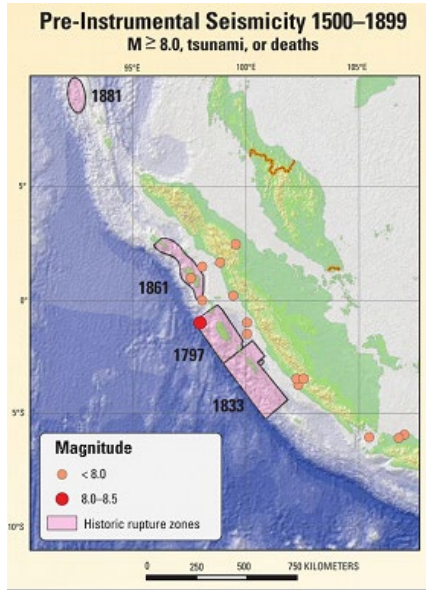 Pre-Instrumental Seismicity 1500–1899
M ≥ 8.0, tsunami, or deaths
95°E 100°E 105°E
1881
5°
1861
0°
1797
1833
5°S
10°S
Magnitude
< 8.0
8.0–8.5
Historic rupture zones
0 250 500 750 KILOMETERS